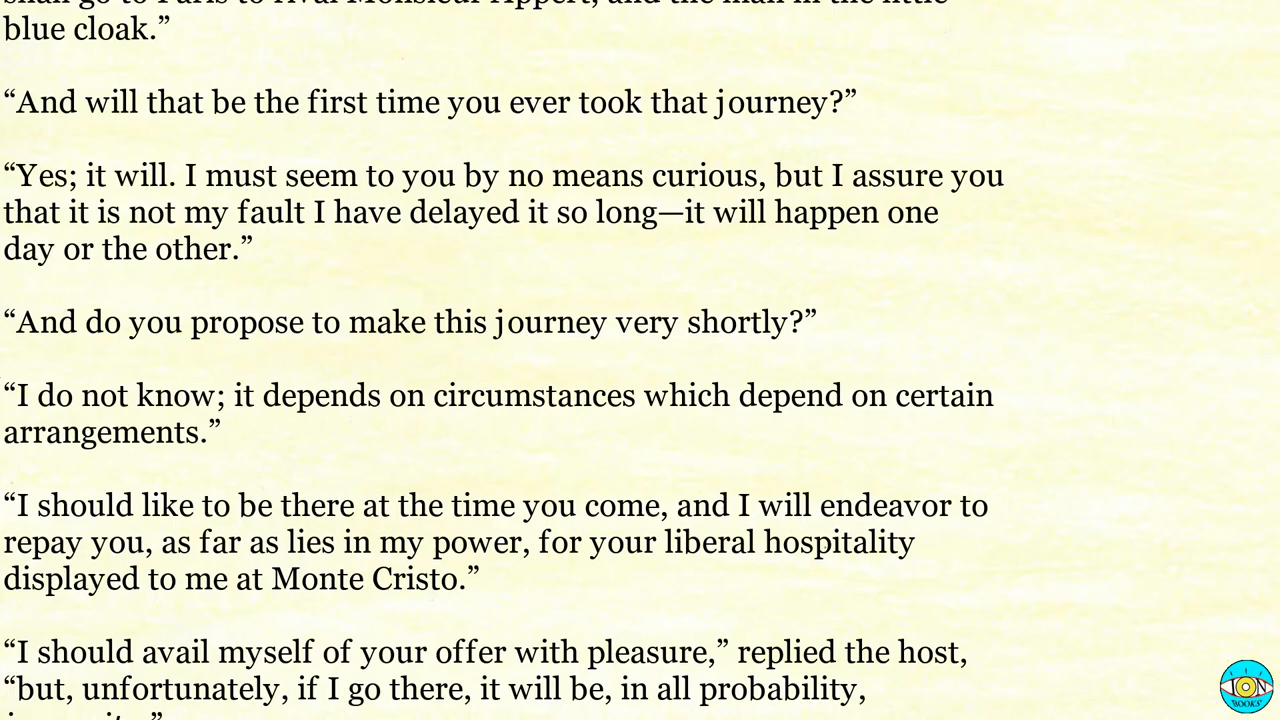 blue cloak.”
“And will that be the first time you ever took that journey?”
“Yes; it will. I must seem to you by no means curious, but I assure you
that it is not my fault I have delayed it so long—it will happen one
day or the other.”
“And do you propose to make this journey very shortly?”
“I do not know; it depends on circumstances which depend on certain
arrangements.”
“I should like to be there at the time you come, and I will endeavor to
repay you, as far as lies in my power, for your liberal hospitality
displayed to me at Monte Cristo.”
“I should avail myself of your offer with pleasure,” replied the host,
“but, unfortunately, if I go there, it will be, in all probability,
ION
BOOKS